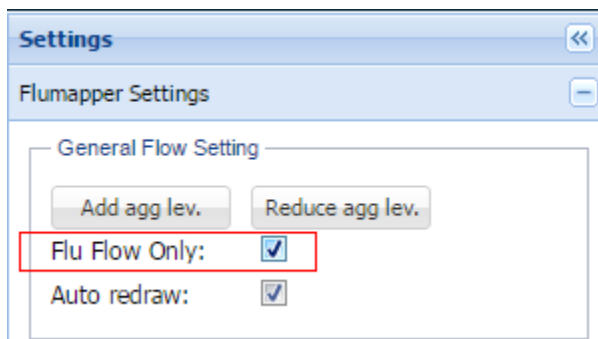 Settings
Flumapper Settings
General Flow Setting
Add agg lev. Reduce agg lev.
Flu Flow Only:
Auto redraw: